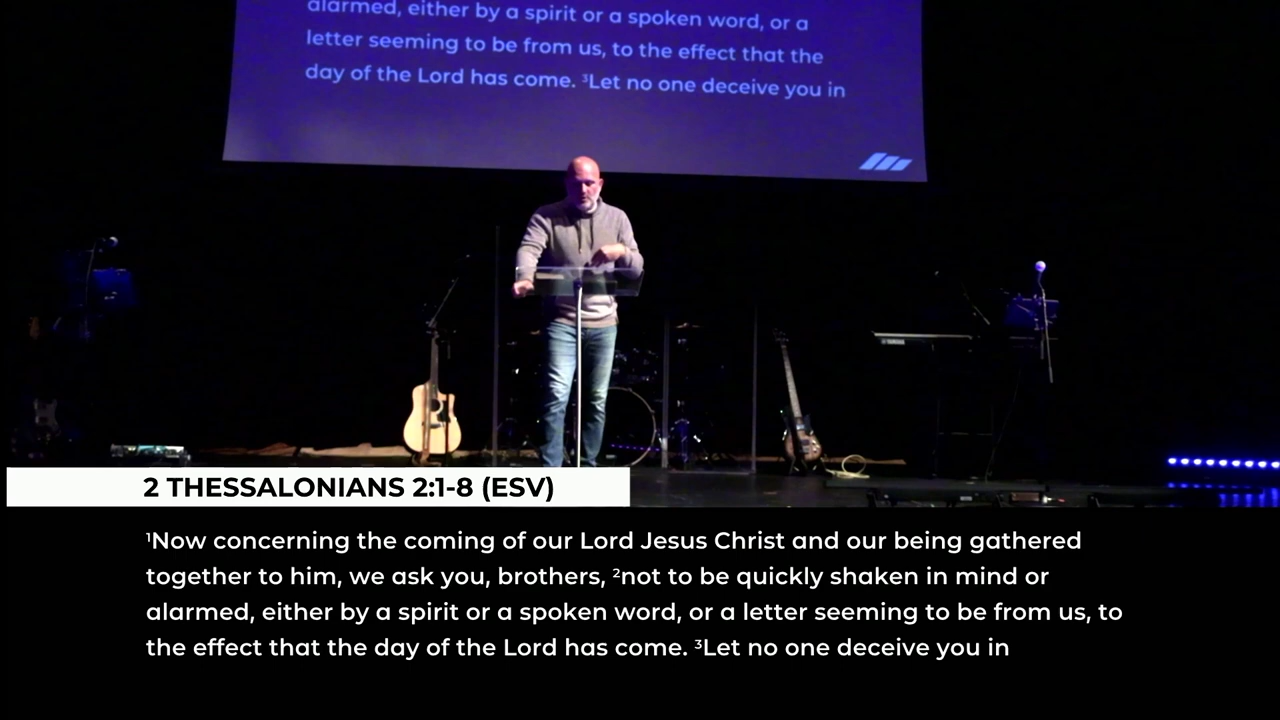 alarmed, either by a spirit or a spoken word, or a
letter seeming to be from us, to the effect that the
day of the Lord has come. ³Let no one deceive you in
2 THESSALONIANS 2:1-8 (ESV)
¹Now concerning the coming of our Lord Jesus Christ and our being gathered
together to him, we ask you, brothers, ²not to be quickly shaken in mind or
alarmed, either by a spirit or a spoken word, or a letter seeming to be from us, to
the effect that the day of the Lord has come. ³Let no one deceive you in